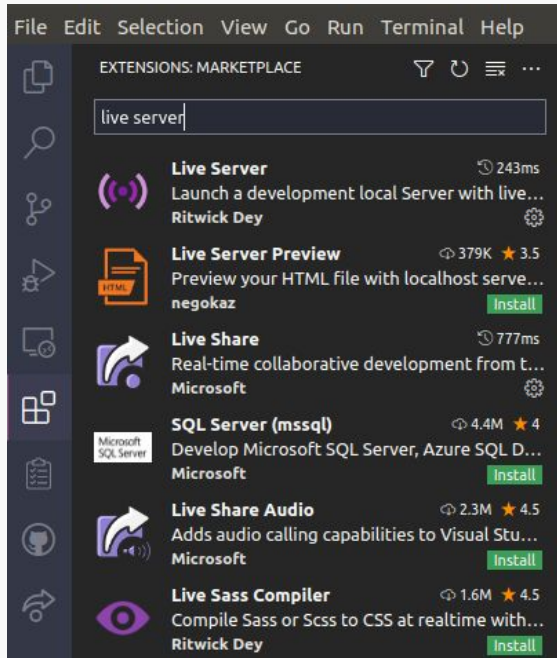 File Edit Selection View Go Run Terminal Help
EXTENSIONS: MARKETPLACE
live server
Live Server 243ms
Launch a development local Server with live...
Ritwick Dey
HTML
Live Server Preview 379K ★ 3.5
Preview your HTML file with localhost serve...
negokaz Install
Live Share 777ms
Real-time collaborative development from t...
Microsoft
Microsoft
SQL Server
SQL Server (mssql) 4.4M ★ 4
Develop Microsoft SQL Server, Azure SQL D...
Microsoft Install
Live Share Audio 2.3M ★ 4.5
Adds audio calling capabilities to Visual Stu...
Microsoft Install
Live Sass Compiler 1.6M ★ 4.5
Compile Sass or Scss to CSS at realtime with...
Ritwick Dey Install